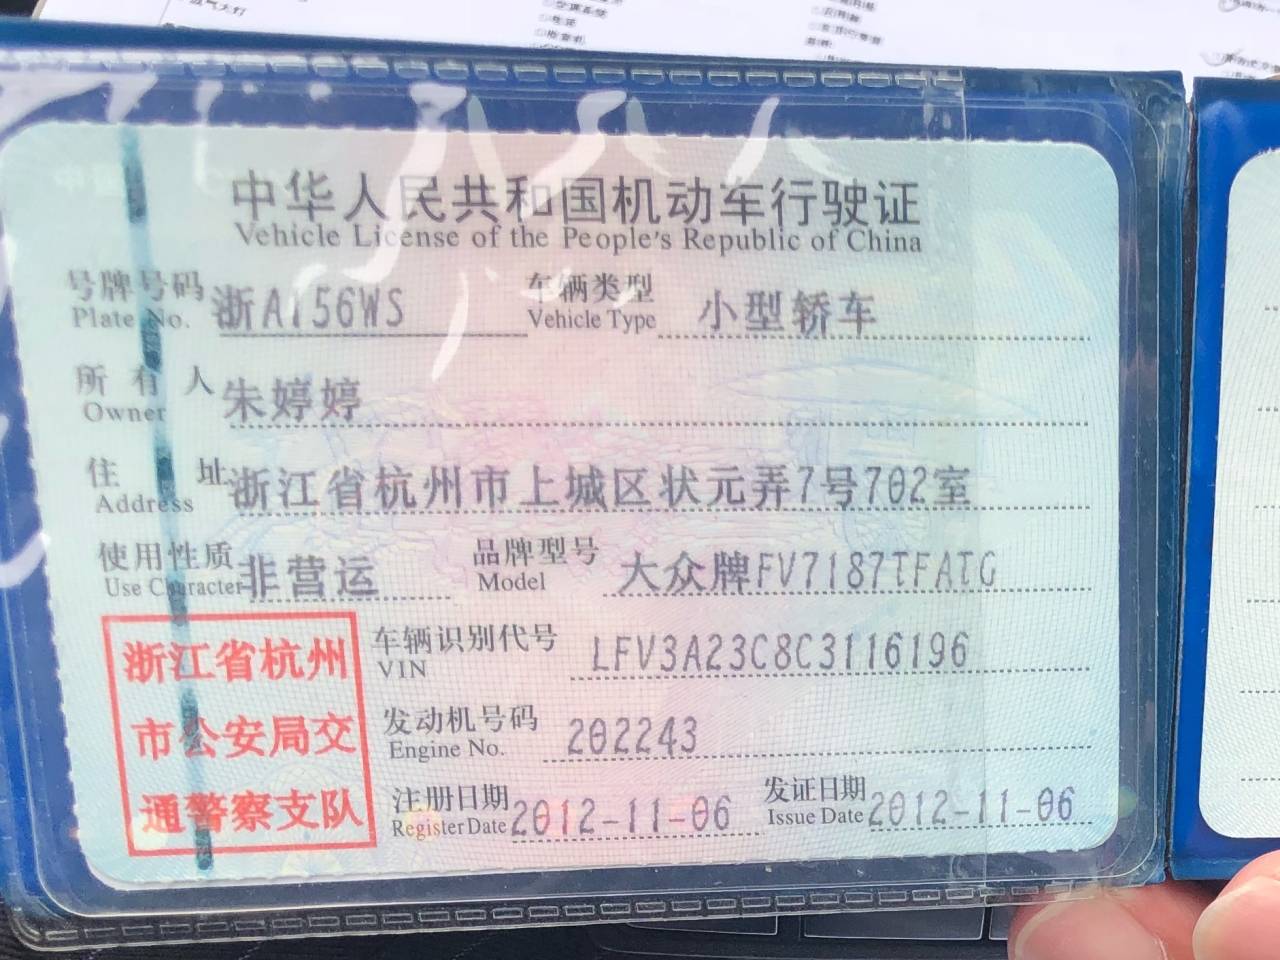 空调系统
中华人民共和国机动车行驶证
Vehicle License of the People's Republic of China
号牌号码 浙A156WS 车辆类型 小型轿车
Plate No. Vehicle Type
所有人 朱婷婷
Owner
住址 浙江省杭州市上城区状元弄7号702室
Address
使用性质 非营运 品牌型号 大众牌FV7187TFATG
Use Character Model
浙江省杭州
市公安局交
通警察支队
车辆识别代号 LFV3A23C8C3116196
VIN
发动机号码 202243
Engine No.
注册日期 2012-11-06 发证日期 2012-11-06
Register Date Issue Date